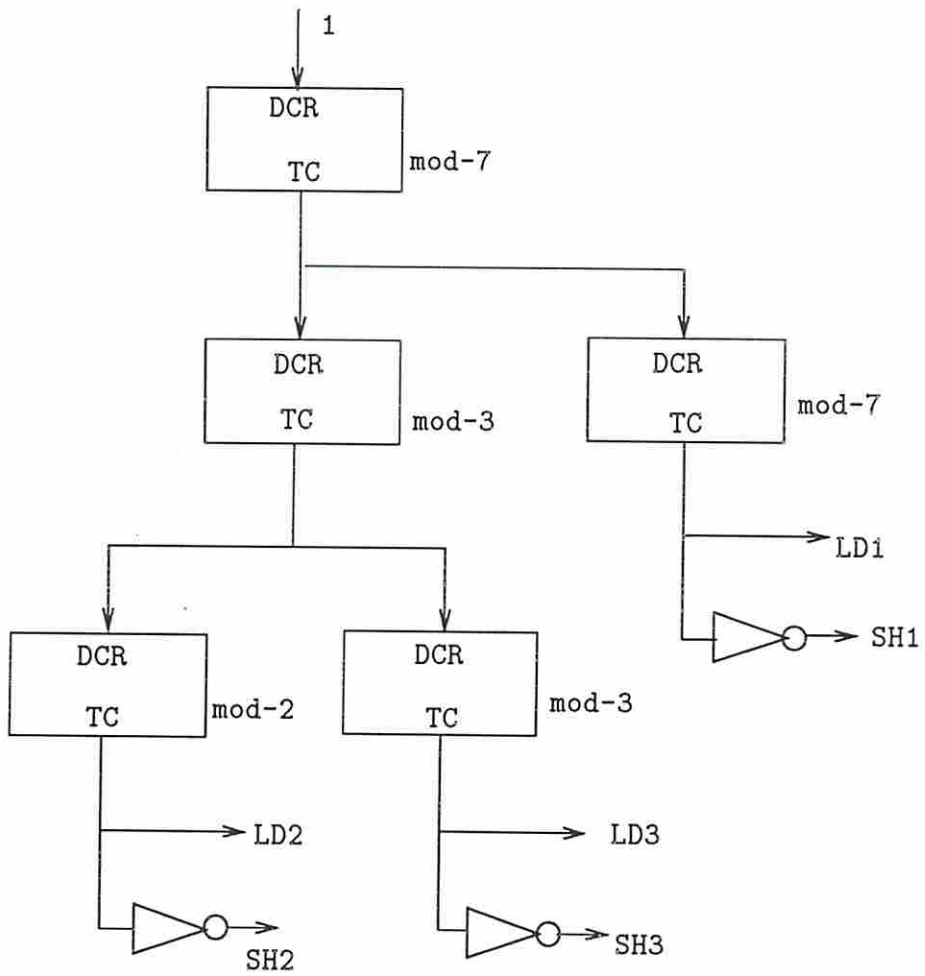 1
DCR
TC
mod-7
DCR
TC
mod-3
DCR
TC
mod-7
LD1
SH1
DCR
TC
mod-2
DCR
TC
mod-3
LD2
LD3
SH2
SH3